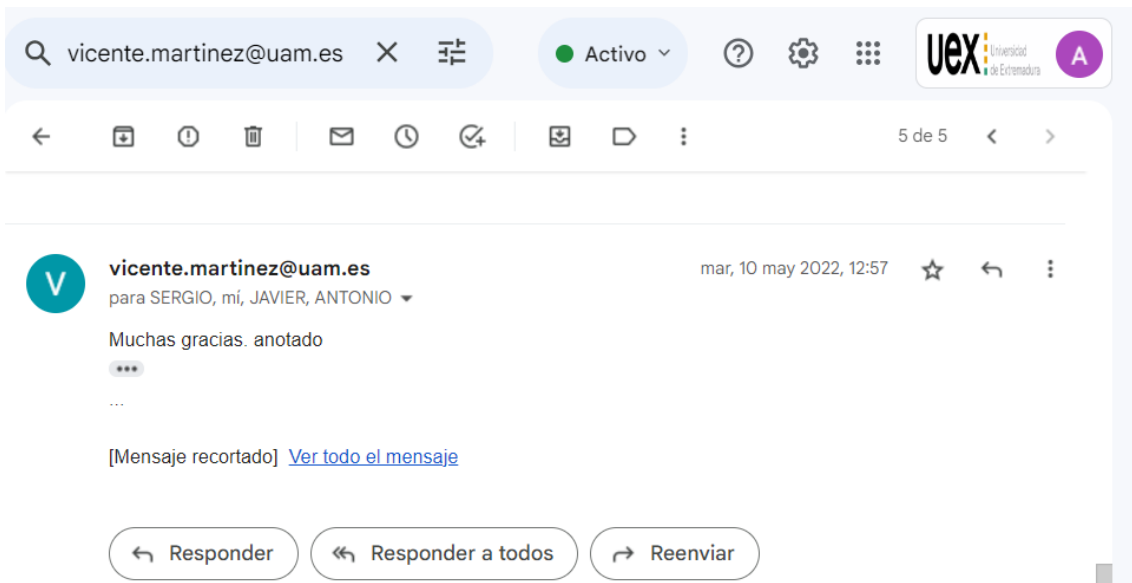 vicente.martinez@uam.es
Activo
uex Universidad
de Extremadura
A
5 de 5
V
vicente.martinez@uam.es
mar, 10 may 2022, 12:57
para SERGIO, mí, JAVIER, ANTONIO
Muchas gracias. anotado
...
[Mensaje recortado] Ver todo el mensaje
Responder
Responder a todos
Reenviar